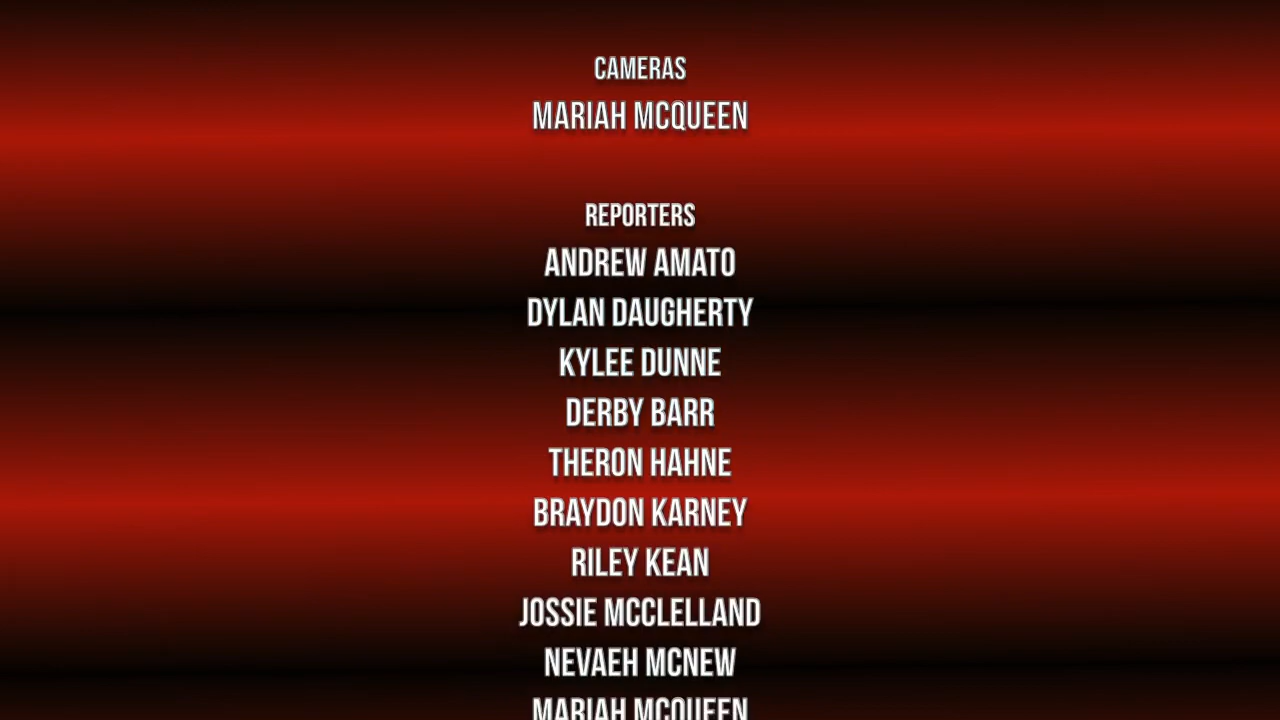 CAMERAS
MARIAH MCQUEEN
REPORTERS
ANDREW AMATO
DYLAN DAUGHERTY
KYLEE DUNNE
DERBY BARR
THERON HAHNE
BRAYDON KARNEY
RILEY KEAN
JOSSIE MCCLELLAND
NEVAEH MCNEW
MARIAH MCQUEEN